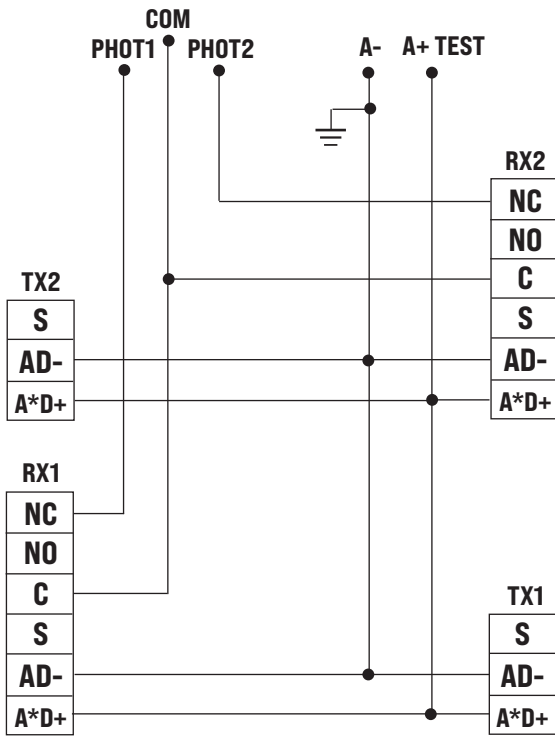 COM
PHOT1 PHOT2 A- A+ TEST
RX2
NC
NO
C
S
AD-
A*D+
TX2
S
AD-
A*D+
RX1
NC
NO
C
S
AD-
A*D+
TX1
S
AD-
A*D+